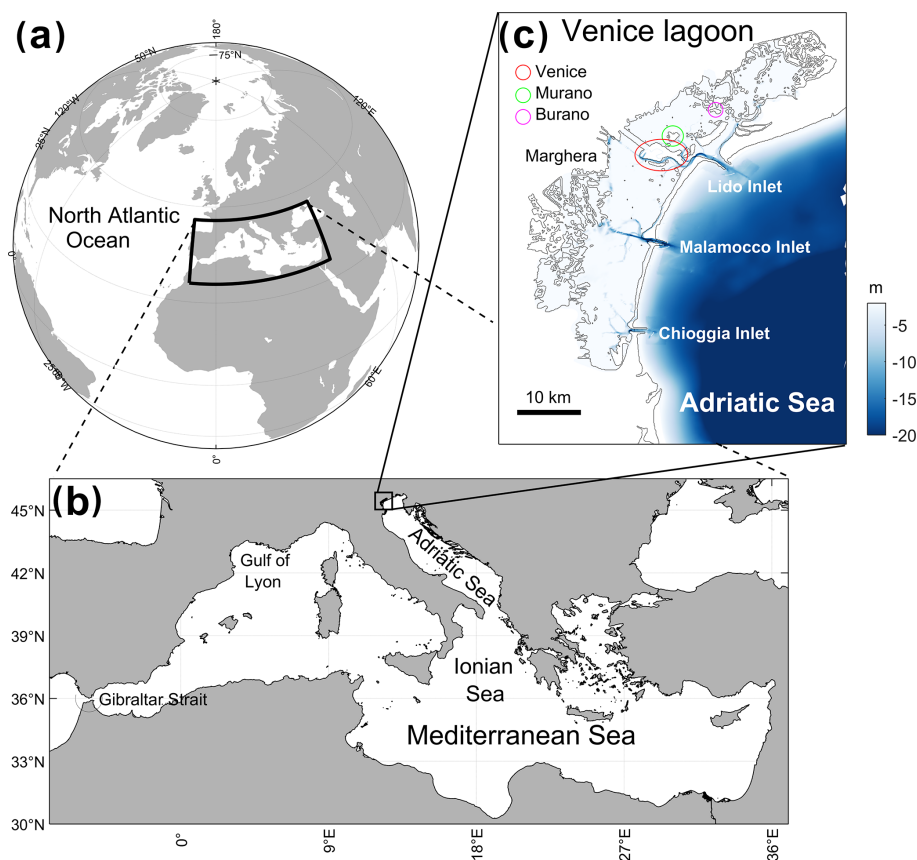 (a)
180°
75°N
50°N
120°W
120°E
25°N
North Atlantic
Ocean
0°
60°E
0°
(c) Venice lagoon
Venice
Murano
Burano
Marghera
Lido Inlet
Malamocco Inlet
Chioggia Inlet
10 km
Adriatic Sea
m
-5
-10
-15
-20
(b)
45°N
42°N
39°N
36°N
33°N
30°N
Gulf of
Lyon
Adriatic Sea
Ionian
Sea
Gibraltar Strait
Mediterranean Sea
0°
9°E
18°E
27°E
36°E